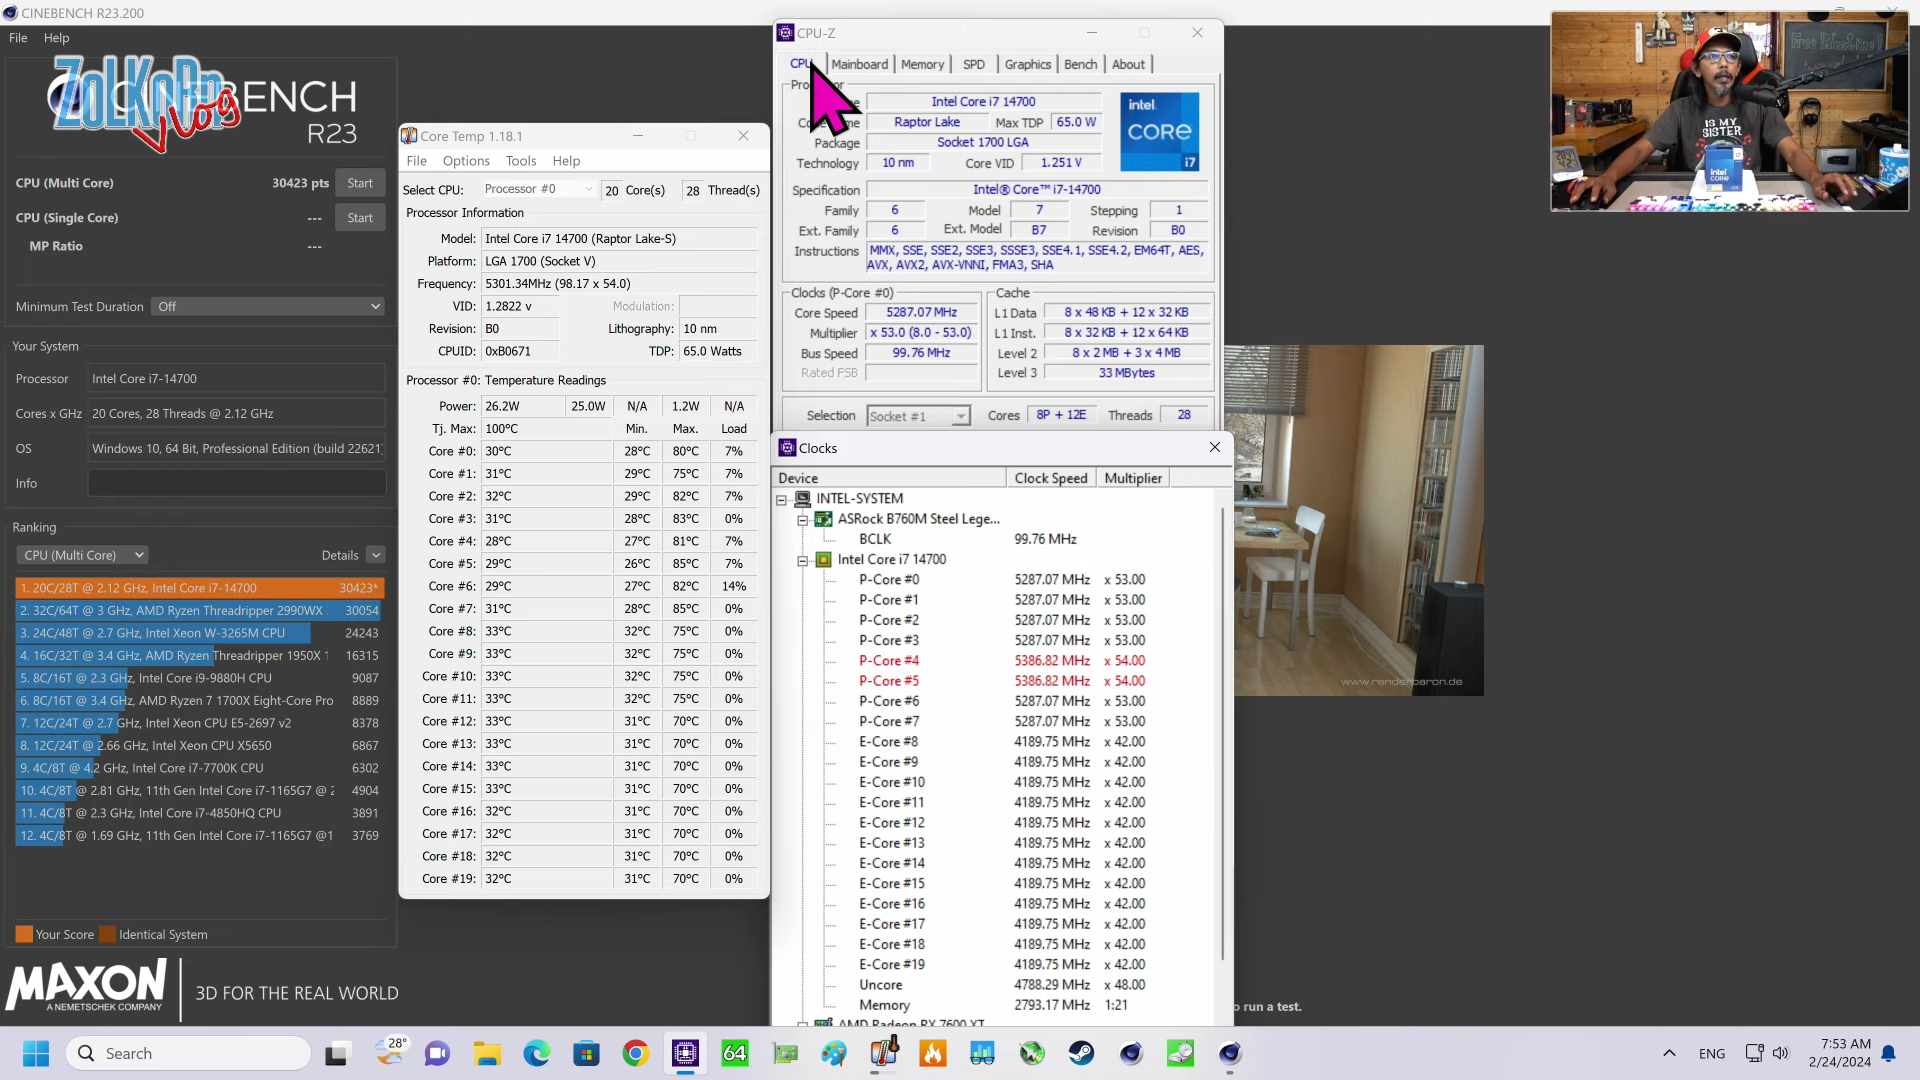 CINEBENCH R23.200
File Help
ZOLKOPN Vlog
CINEBENCH
R23
CPU (Multi Core) 30423 pts Start
CPU (Single Core) --- Start
MP Ratio ---
Minimum Test Duration Off
Your System
Processor Intel Core i7-14700
Cores x GHz 20 Cores, 28 Threads @ 2.12 GHz
OS Windows 10, 64 Bit, Professional Edition (build 22621)
Info
Ranking
CPU (Multi Core) Details
1. 20C/28T @ 2.12 GHz, Intel Core i7-14700 30423*
2. 32C/64T @ 3 GHz, AMD Ryzen Threadripper 2990WX 30054
3. 24C/48T @ 2.7 GHz, Intel Xeon W-3265M CPU 24243
4. 16C/32T @ 3.4 GHz, AMD Ryzen Threadripper 1950X 1 16315
5. 8C/16T @ 2.3 GHz, Intel Core i9-9880H CPU 9087
6. 8C/16T @ 3.4 GHz, AMD Ryzen 7 1700X Eight-Core Pro 8889
7. 12C/24T @ 2.7 GHz, Intel Xeon CPU E5-2697 v2 8378
8. 12C/24T @ 2.66 GHz, Intel Xeon CPU X5650 6867
9. 4C/8T @ 4.2 GHz, Intel Core i7-7700K CPU 6302
10. 4C/8T @ 2.81 GHz, 11th Gen Intel Core i7-1165G7 @ 2 4904
11. 4C/8T @ 2.3 GHz, Intel Core i7-4850HQ CPU 3891
12. 4C/8T @ 1.69 GHz, 11th Gen Intel Core i7-1165G7 @1 3769
Your Score Identical System
MAXON
A NEMETSCHEK COMPANY
3D FOR THE REAL WORLD
Core Temp 1.18.1
File Options Tools Help
Select CPU: Processor #0 20 Core(s) 28 Thread(s)
Processor Information
Model: Intel Core i7 14700 (Raptor Lake-S)
Platform: LGA 1700 (Socket V)
Frequency: 5301.34MHz (98.17 x 54.0)
VID: 1.2822 v Modulation:
Revision: B0 Lithography: 10 nm
CPUID: 0xB0671 TDP: 65.0 Watts
Processor #0: Temperature Readings
Power: 26.2W 25.0W N/A 1.2W N/A
Tj. Max: 100°C Min. Max. Load
Core #0: 30°C 28°C 80°C 7%
Core #1: 31°C 29°C 75°C 7%
Core #2: 32°C 29°C 82°C 7%
Core #3: 31°C 28°C 83°C 0%
Core #4: 28°C 27°C 81°C 7%
Core #5: 29°C 26°C 85°C 7%
Core #6: 29°C 27°C 82°C 14%
Core #7: 31°C 28°C 85°C 0%
Core #8: 33°C 32°C 75°C 0%
Core #9: 33°C 32°C 75°C 0%
Core #10: 33°C 32°C 75°C 0%
Core #11: 33°C 32°C 75°C 0%
Core #12: 33°C 31°C 70°C 0%
Core #13: 33°C 31°C 70°C 0%
Core #14: 33°C 31°C 70°C 0%
Core #15: 33°C 31°C 70°C 0%
Core #16: 32°C 31°C 70°C 0%
Core #17: 32°C 31°C 70°C 0%
Core #18: 32°C 31°C 70°C 0%
Core #19: 32°C 31°C 70°C 0%
CPU-Z
CPU Mainboard Memory SPD Graphics Bench About
Intel Core i7 14700
Raptor Lake Max TDP 65.0 W
Package Socket 1700 LGA
Technology 10 nm Core VID 1.251 V
intel
CORE
i7
Specification Intel® Core™ i7-14700
Family 6 Model 7 Stepping 1
Ext. Family 6 Ext. Model B7 Revision B0
Instructions MMX, SSE, SSE2, SSE3, SSSE3, SSE4.1, SSE4.2, EM64T, AES,
AVX, AVX2, AVX-VNNI, FMA3, SHA
Clocks (P-Core #0) Cache
Core Speed 5287.07 MHz L1 Data 8 x 48 KB + 12 x 32 KB
Multiplier x 53.0 (8.0 - 53.0) L1 Inst. 8 x 32 KB + 12 x 64 KB
Bus Speed 99.76 MHz Level 2 8 x 2 MB + 3 x 4 MB
Rated FSB Level 3 33 MBytes
Selection Socket #1 Cores 8P + 12E Threads 28
Clocks
Device Clock Speed Multiplier
INTEL-SYSTEM
ASRock B760M Steel Lege...
BCLK 99.76 MHz
Intel Core i7 14700
P-Core #0 5287.07 MHz x 53.00
P-Core #1 5287.07 MHz x 53.00
P-Core #2 5287.07 MHz x 53.00
P-Core #3 5287.07 MHz x 53.00
P-Core #4 5386.82 MHz x 54.00
P-Core #5 5386.82 MHz x 54.00
P-Core #6 5287.07 MHz x 53.00
P-Core #7 5287.07 MHz x 53.00
E-Core #8 4189.75 MHz x 42.00
E-Core #9 4189.75 MHz x 42.00
E-Core #10 4189.75 MHz x 42.00
E-Core #11 4189.75 MHz x 42.00
E-Core #12 4189.75 MHz x 42.00
E-Core #13 4189.75 MHz x 42.00
E-Core #14 4189.75 MHz x 42.00
E-Core #15 4189.75 MHz x 42.00
E-Core #16 4189.75 MHz x 42.00
E-Core #17 4189.75 MHz x 42.00
E-Core #18 4189.75 MHz x 42.00
E-Core #19 4189.75 MHz x 42.00
Uncore 4788.29 MHz x 48.00
Memory 2793.17 MHz 1:21
AMD Radeon RX 7600 XT
Free Palestine!
IS MY
SISTER
intel
CORE
www.renderbaron.de
o run a test.
Search
28°
64
ENG
7:53 AM
2/24/2024